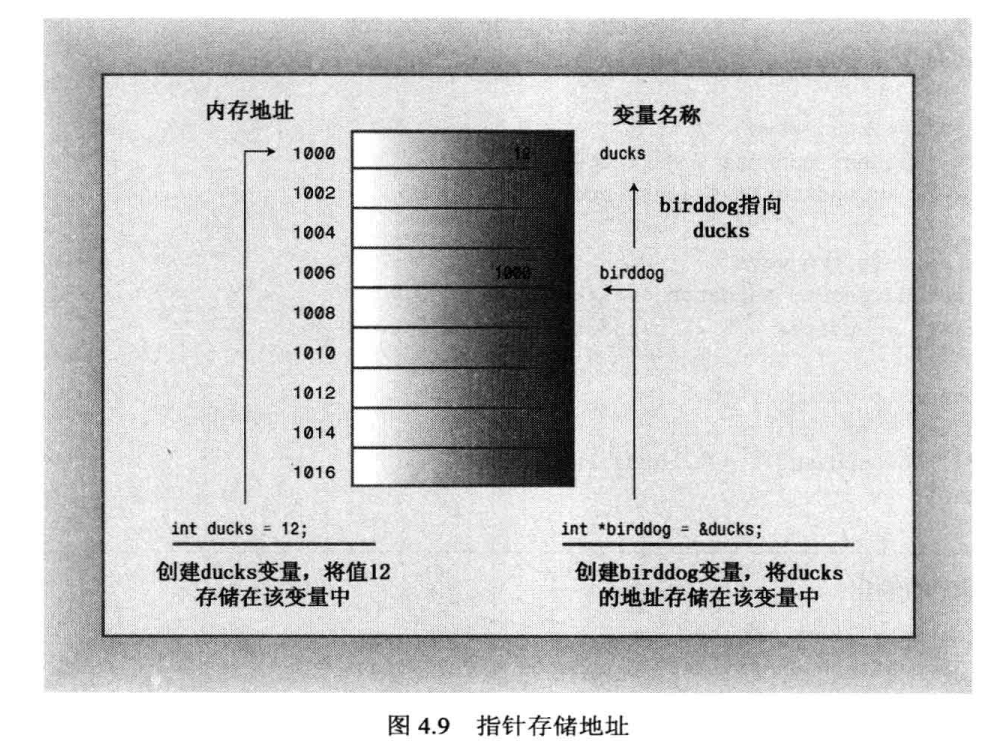 内存地址
变量名称
1000 12 ducks
1002
birddog指向
ducks
1004
1006 1000 birddog
1008
1010
1012
1014
1016
int ducks = 12;
创建ducks变量，将值12
存储在该变量中
int *birddog = &ducks;
创建birddog变量，将ducks
的地址存储在该变量中
图 4.9 指针存储地址